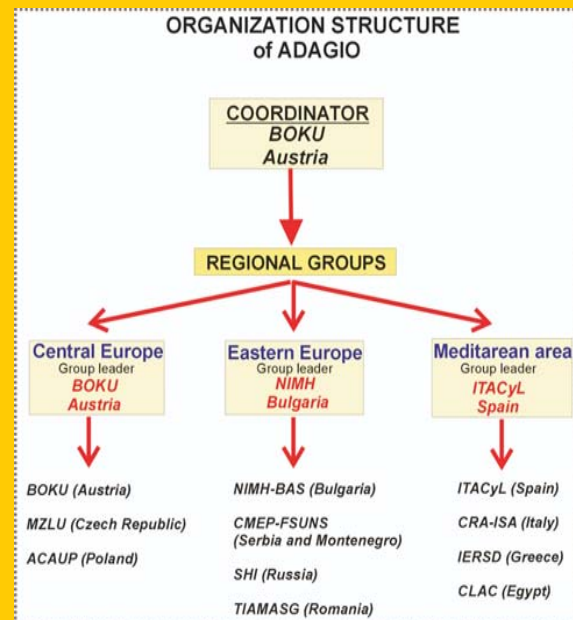 ORGANIZATION STRUCTURE
of ADAGIO
COORDINATOR
BOKU
Austria
REGIONAL GROUPS
Central Europe
Group leader
BOKU
Austria
Eastern Europe
Group leader
NIMH
Bulgaria
Meditarean area
Group leader
ITACyL
Spain
BOKU (Austria)
MZLU (Czech Republic)
ACAUP (Poland)
NIMH-BAS (Bulgaria)
CMEP-FSUNS
(Serbia and Montenegro)
SHI (Russia)
TIAMASG (Romania)
ITACyL (Spain)
CRA-ISA (Italy)
IERSD (Greece)
CLAC (Egypt)